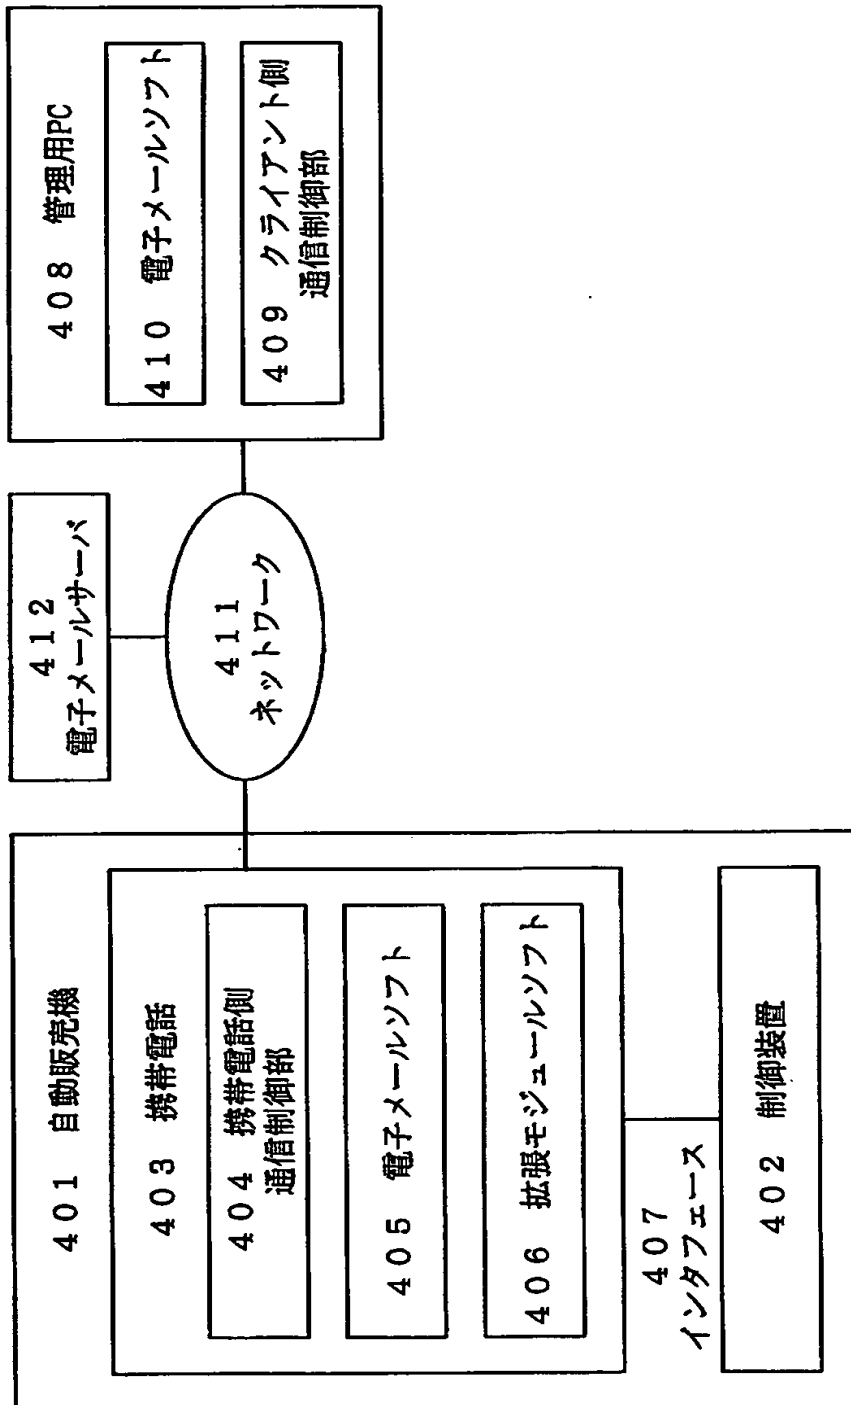 401　自動販売機
403　携帯電話
404　携帯電話側
通信制御部
405　電子メールソフト
406　拡張モジュールソフト
407
インタフェース
402　制御装置
412
電子メールサーバ
411
ネットワーク
408　管理用PC
410　電子メールソフト
409　クライアント側
通信制御部